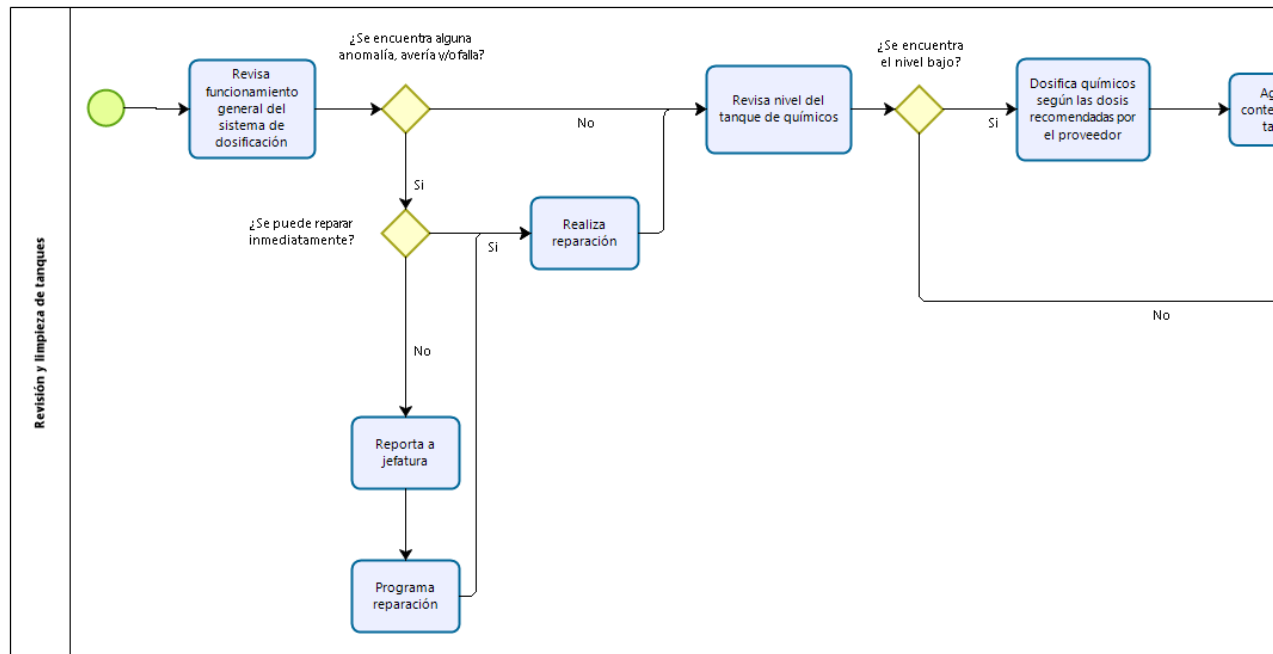 Revisión y limpieza de tanques
Revisa
funcionamiento
general del
sistema de
dosificación
¿Se encuentra alguna
anomalía, avería y/o falla?
No
Si
¿Se puede reparar
inmediatamente?
Si
Realiza
reparación
No
Reporta a
jefatura
Programa
reparación
Revisa nivel del
tanque de químicos
¿Se encuentra
el nivel bajo?
Si
Dosifica químicos
según las dosis
recomendadas por
el proveedor
No